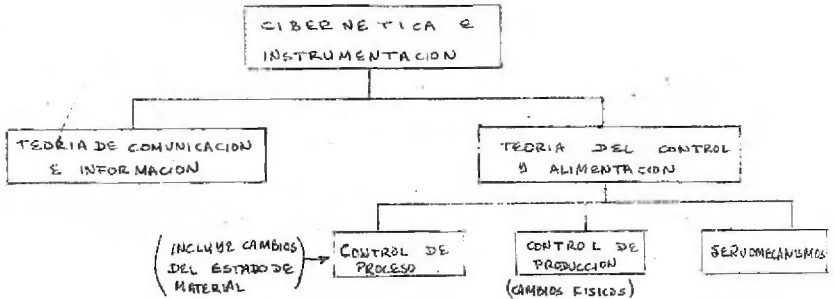 CIBERNETICA E
INSTRUMENTACION
TEORIA DE COMUNICACION
E INFORMACION
TEORIA DEL CONTROL
Y ALIMENTACION
(INCLUYE CAMBIOS
DEL ESTADO DE
MATERIAL)
CONTROL DE
PROCESO
CONTROL DE
PRODUCCION
(CAMBIOS FISICOS)
SERVOMECANISMOS